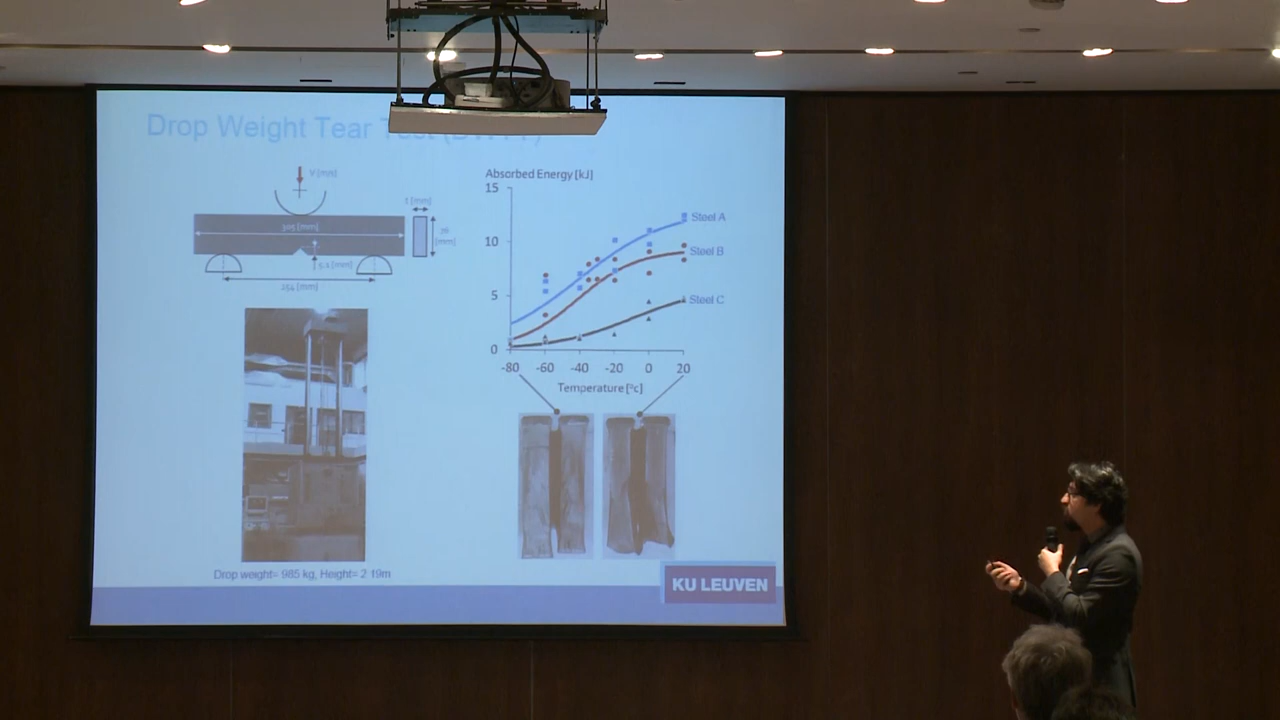 Drop Weight Tear Test
V [mm]
t [mm]
305 [mm]
76
[mm]
5.1 [mm]
254 [mm]
Absorbed Energy [kJ]
15
10
5
0
Steel A
Steel B
Steel C
-80 -60 -40 -20 0 20
Temperature [°c]
Drop weight= 985 kg, Height= 2 19m
KU LEUVEN